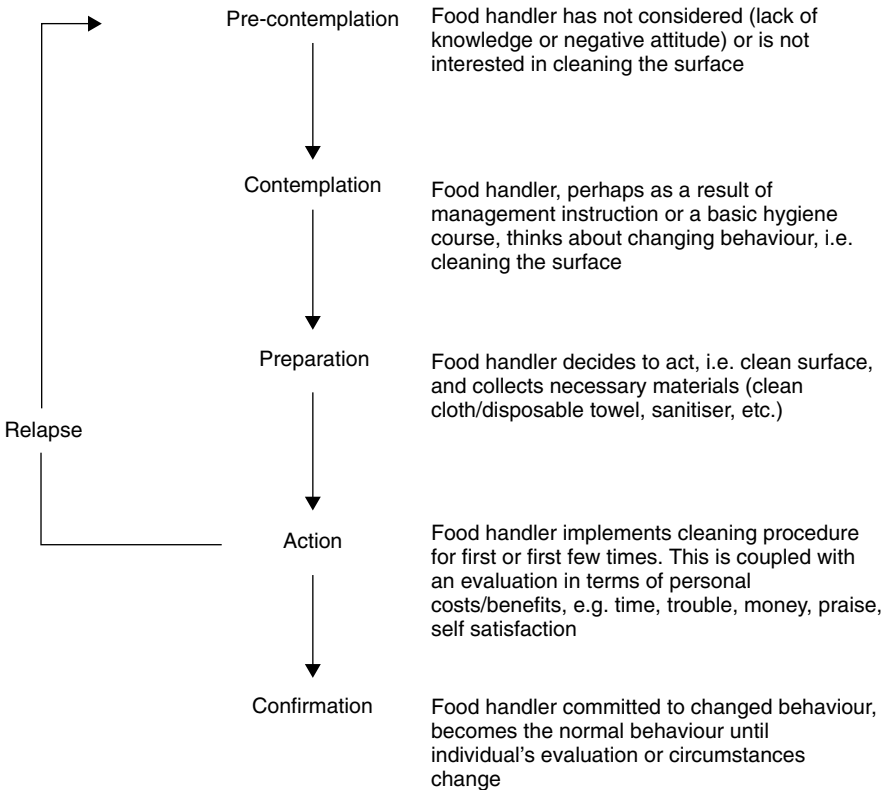 Pre-contemplation
Food handler has not considered (lack of
knowledge or negative attitude) or is not
interested in cleaning the surface
Contemplation
Food handler, perhaps as a result of
management instruction or a basic hygiene
course, thinks about changing behaviour, i.e.
cleaning the surface
Preparation
Food handler decides to act, i.e. clean surface,
and collects necessary materials (clean
cloth/disposable towel, sanitiser, etc.)
Relapse
Action
Food handler implements cleaning procedure
for first or first few times. This is coupled with
an evaluation in terms of personal
costs/benefits, e.g. time, trouble, money, praise,
self satisfaction
Confirmation
Food handler committed to changed behaviour,
becomes the normal behaviour until
individual's evaluation or circumstances
change